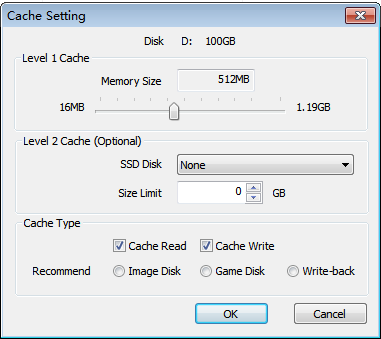 Cache Setting
Disk D: 100GB
Level 1 Cache
Memory Size 512MB
16MB 1.19GB
Level 2 Cache (Optional)
SSD Disk None
Size Limit 0 GB
Cache Type
Cache Read Cache Write
Recommend Image Disk Game Disk Write-back
OK Cancel